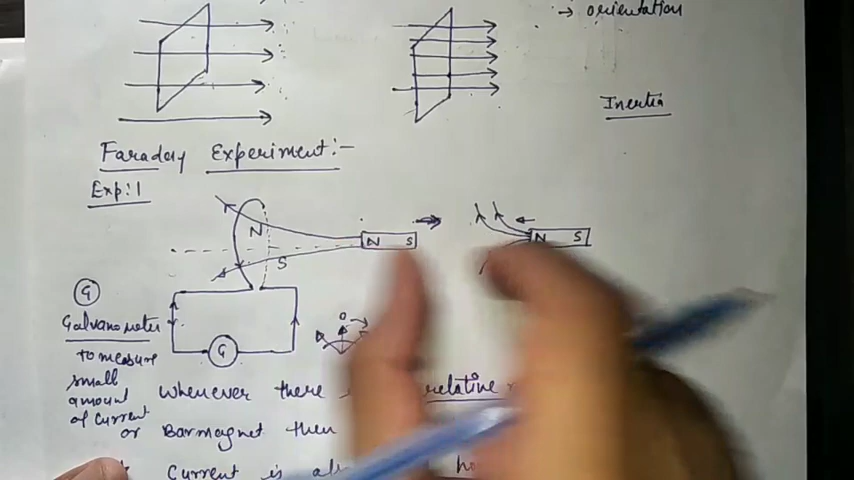 → orientation
Inertia
Faraday Experiment:-
Exp:1
N
S
N S
N S
G
Galvanometer
to measure
small
amount
of current
G
0
Whenever there
relative
or Barmagnet then
Current is